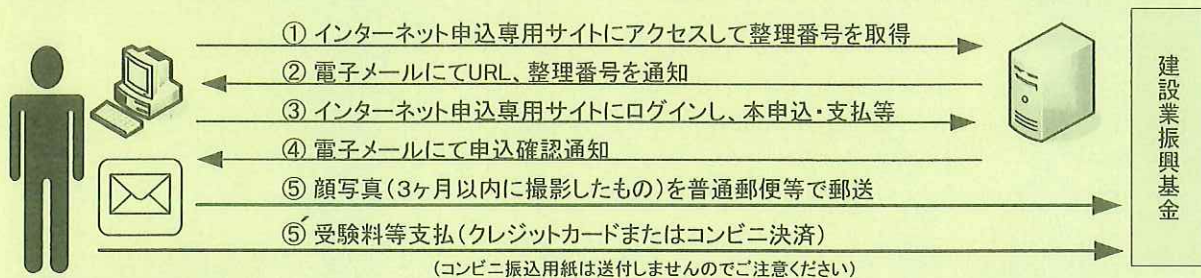 ① インターネット申込専用サイトにアクセスして整理番号を取得
② 電子メールにてURL、整理番号を通知
③ インターネット申込専用サイトにログインし、本申込・支払等
④ 電子メールにて申込確認通知
⑤ 顔写真(3ヶ月以内に撮影したもの)を普通郵便等で郵送
⑤´ 受験料等支払(クレジットカードまたはコンビニ決済)
(コンビニ振込用紙は送付しませんのでご注意ください)
建設業振興基金